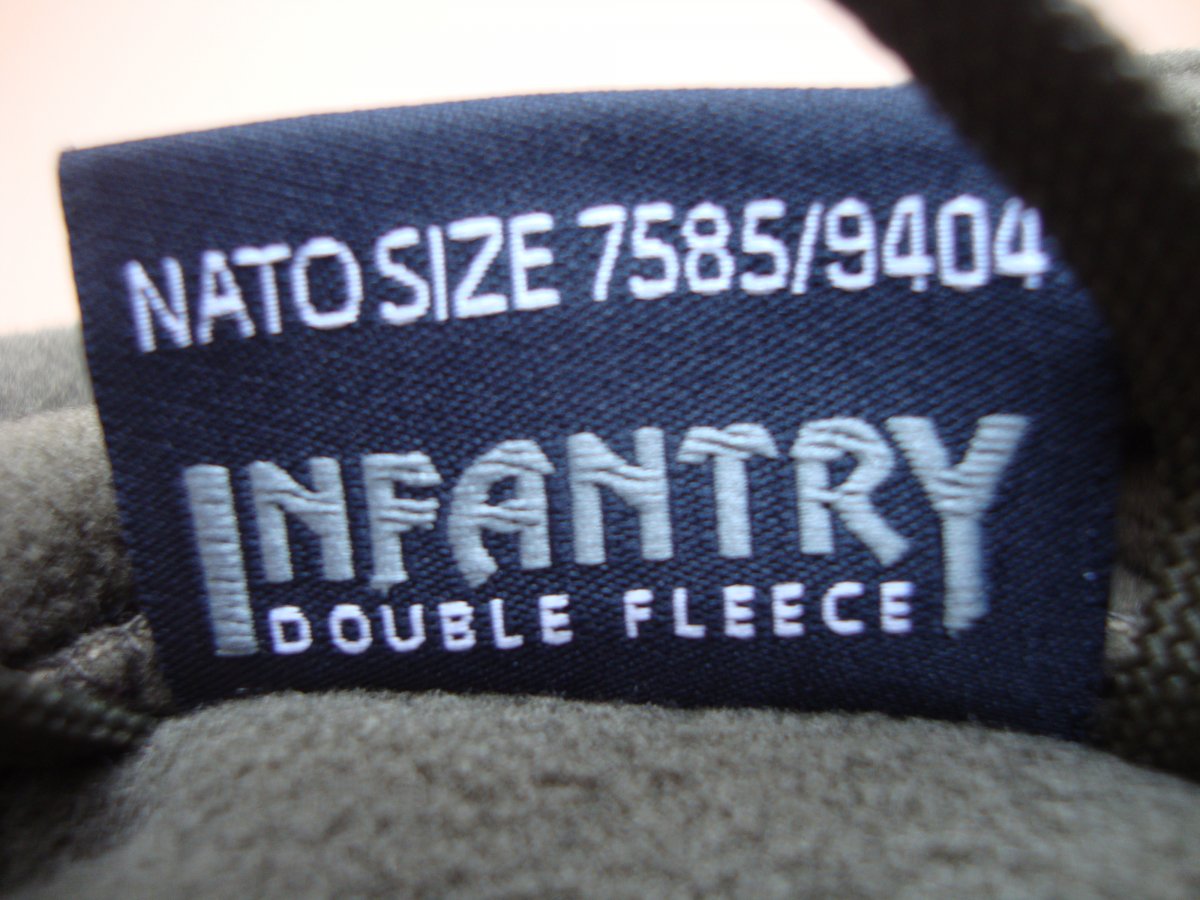 NATO SIZE 7585/9404
INFANTRY
DOUBLE FLEECE